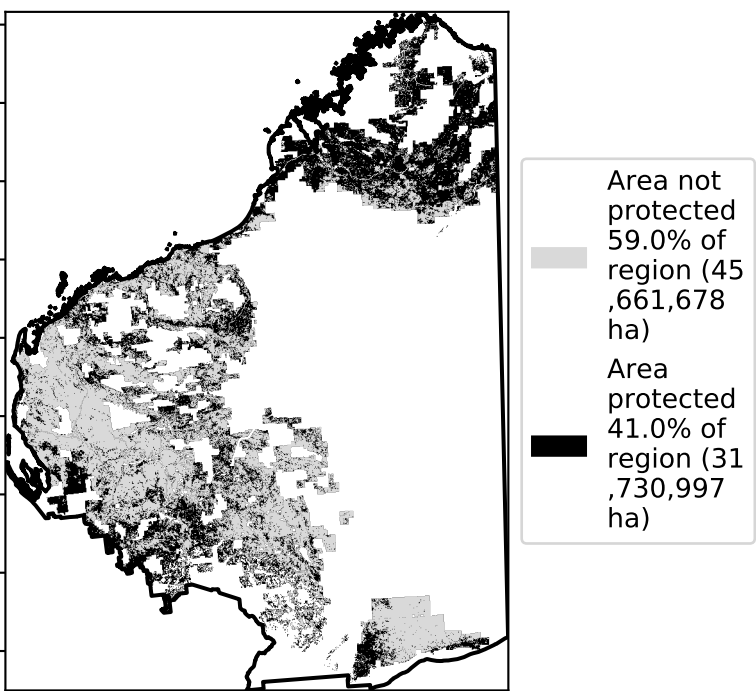 Area not
protected
59.0% of
region (45
,661,678
ha)
Area
protected
41.0% of
region (31
,730,997
ha)